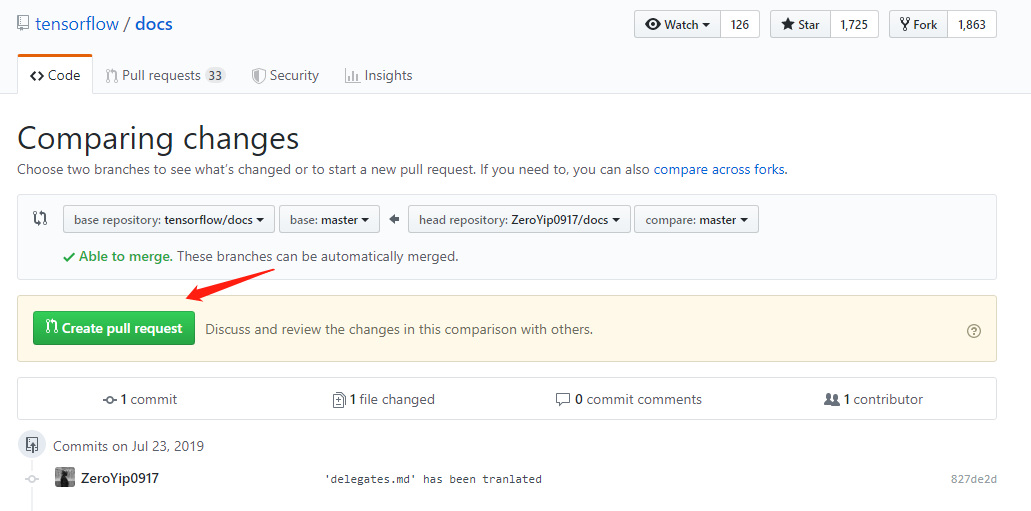 tensorflow / docs
Watch 126 Star 1,725 Fork 1,863
Code Pull requests 33 Security Insights
Comparing changes
Choose two branches to see what's changed or to start a new pull request. If you need to, you can also compare across forks.
base repository: tensorflow/docs base: master head repository: ZeroYip0917/docs compare: master
Able to merge. These branches can be automatically merged.
Create pull request Discuss and review the changes in this comparison with others.
1 commit 1 file changed 0 commit comments 1 contributor
Commits on Jul 23, 2019
ZeroYip0917 'delegates.md' has been tranlated 827de2d